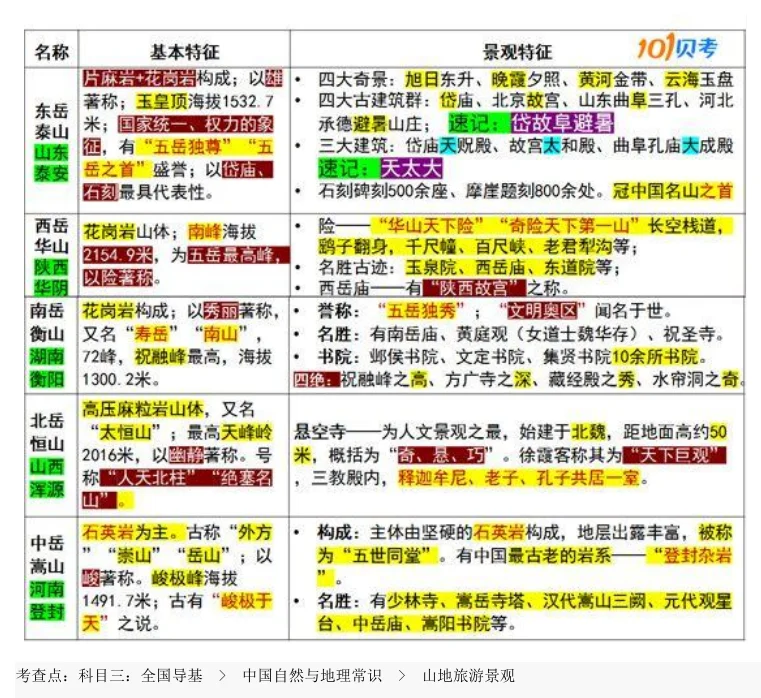 名称 基本特征 景观特征 101贝考
东岳
泰山
山东
泰安
片麻岩+花岗岩构成；以雄
著称；玉皇顶海拔1532.7
米；国家统一、权力的象
征，有“五岳独尊”“五
岳之首”盛誉；以岱庙、
石刻最具代表性。
• 四大奇景：旭日东升、晚霞夕照、黄河金带、云海玉盘
• 四大古建筑群：岱庙、北京故宫、山东曲阜三孔、河北
承德避暑山庄； 速记：岱故阜避暑
• 三大建筑：岱庙天贶殿、故宫太和殿、曲阜孔庙大成殿
速记：天太大
• 石刻碑刻500余座、摩崖题刻800余处。冠中国名山之首
西岳
华山
陕西
华阴
花岗岩山体；南峰海拔
2154.9米，为五岳最高峰，
以险著称。
• 险——“华山天下险”“奇险天下第一山”长空栈道，
鹞子翻身，千尺幢、百尺峡、老君犁沟等；
• 名胜古迹：玉泉院、西岳庙、东道院等；
• 西岳庙——有“陕西故宫”之称。
南岳
衡山
湖南
衡阳
花岗岩构成；以秀丽著称，
又名“寿岳”“南山”，
72峰，祝融峰最高，海拔
1300.2米。
• 誉称：“五岳独秀”；“文明奥区”闻名于世。
• 名胜：有南岳庙、黄庭观（女道士魏华存）、祝圣寺。
• 书院：邺侯书院、文定书院、集贤书院10余所书院。
四绝：祝融峰之高、方广寺之深、藏经殿之秀、水帘洞之奇。
北岳
恒山
山西
浑源
高压麻粒岩山体，又名
“太恒山”；最高天峰岭
2016米，以幽静著称。号
称“人天北柱”“绝塞名
山”。
悬空寺——为人文景观之最，始建于北魏，距地面高约50
米，概括为“奇、悬、巧”。徐霞客称其为“天下巨观”
，三教殿内，释迦牟尼、老子、孔子共居一室。
中岳
嵩山
河南
登封
石英岩为主。古称“外方
”“崇山”“岳山”；以
峻著称。峻极峰海拔
1491.7米；古有“峻极于
天”之说。
• 构成：主体由坚硬的石英岩构成，地层出露丰富，被称
为“五世同堂”。有中国最古老的岩系——“登封杂岩
”。
• 名胜：有少林寺、嵩岳寺塔、汉代嵩山三阙、元代观星
台、中岳庙、嵩阳书院等。
考查点：科目三：全国导基 > 中国自然与地理常识 > 山地旅游景观